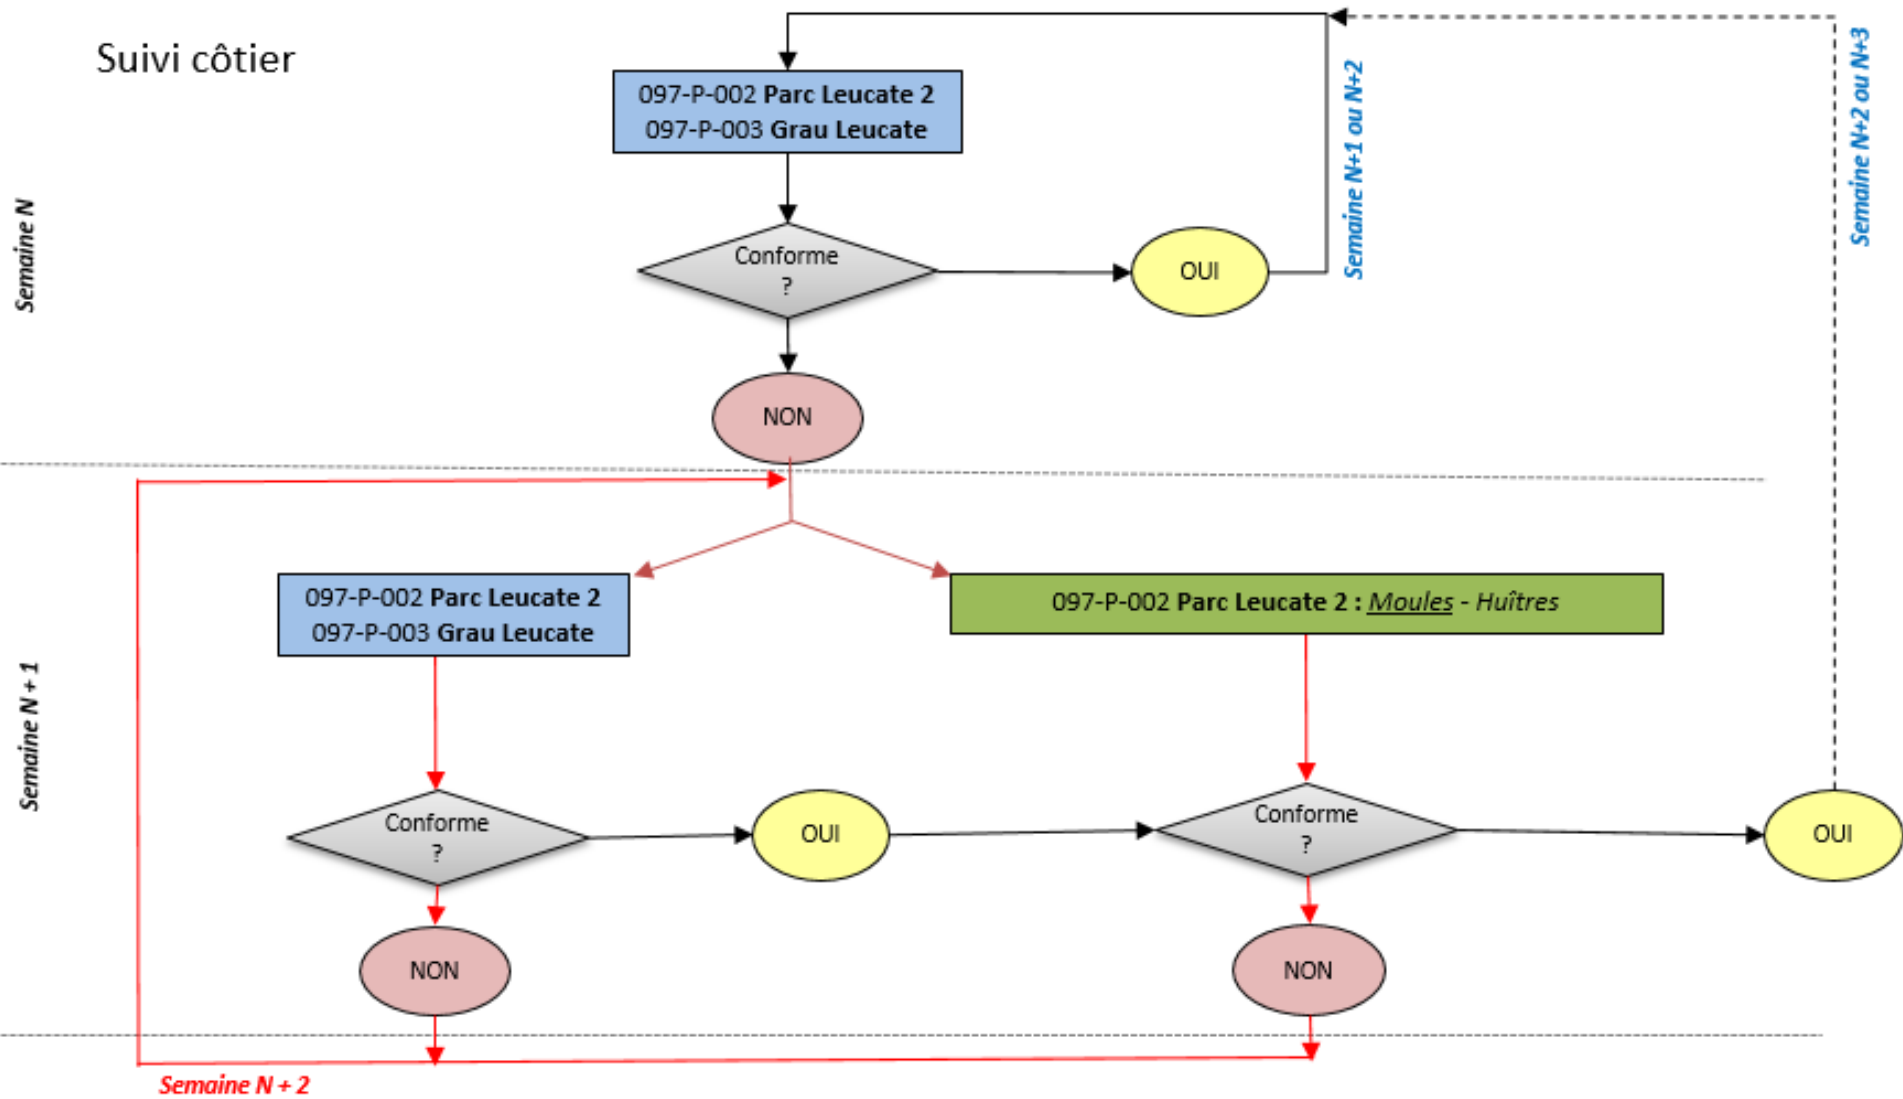 Suivi côtier
Semaine N
097-P-002 Parc Leucate 2
097-P-003 Grau Leucate
Conforme
?
OUI
Semaine N+1 ou N+2
Semaine N+2 ou N+3
NON
Semaine N + 1
097-P-002 Parc Leucate 2
097-P-003 Grau Leucate
097-P-002 Parc Leucate 2 : Moules - Huîtres
Conforme
?
OUI
Conforme
?
OUI
NON
NON
Semaine N + 2